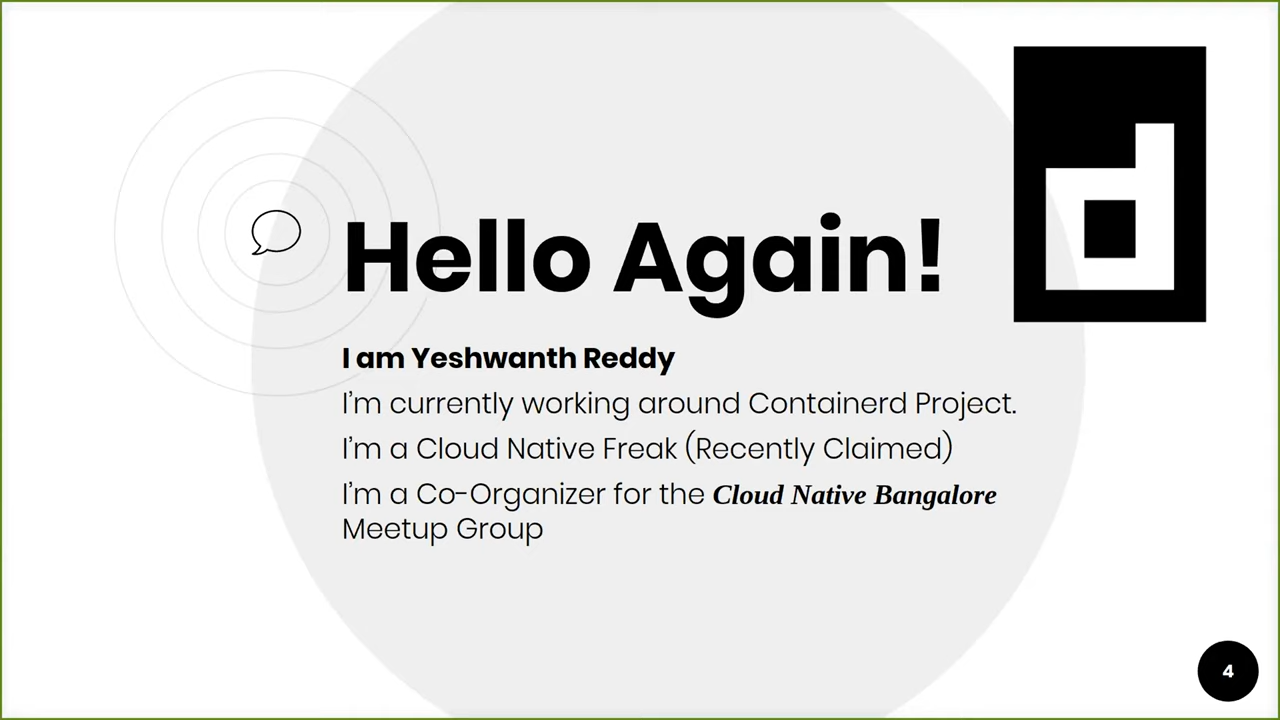 Hello Again!
I am Yeshwanth Reddy
I'm currently working around Containerd Project.
I'm a Cloud Native Freak (Recently Claimed)
I'm a Co-Organizer for the Cloud Native Bangalore
Meetup Group
d
4